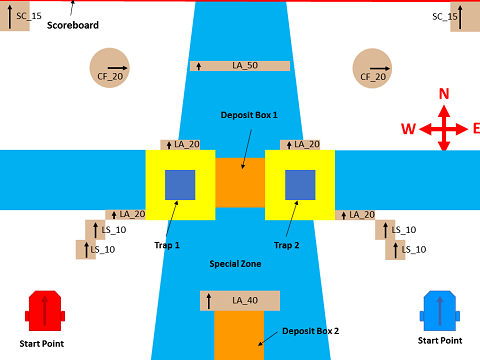 SC_15
SC_15
Scoreboard
CF_20
LA_50
CF_20
N
Deposit Box 1
W
E
LA_20
LA_20
LA_20
LA_20
LS_10
LS_10
LS_10
LS_10
Trap 1
Trap 2
Special Zone
LA_40
Deposit Box 2
Start Point
Start Point